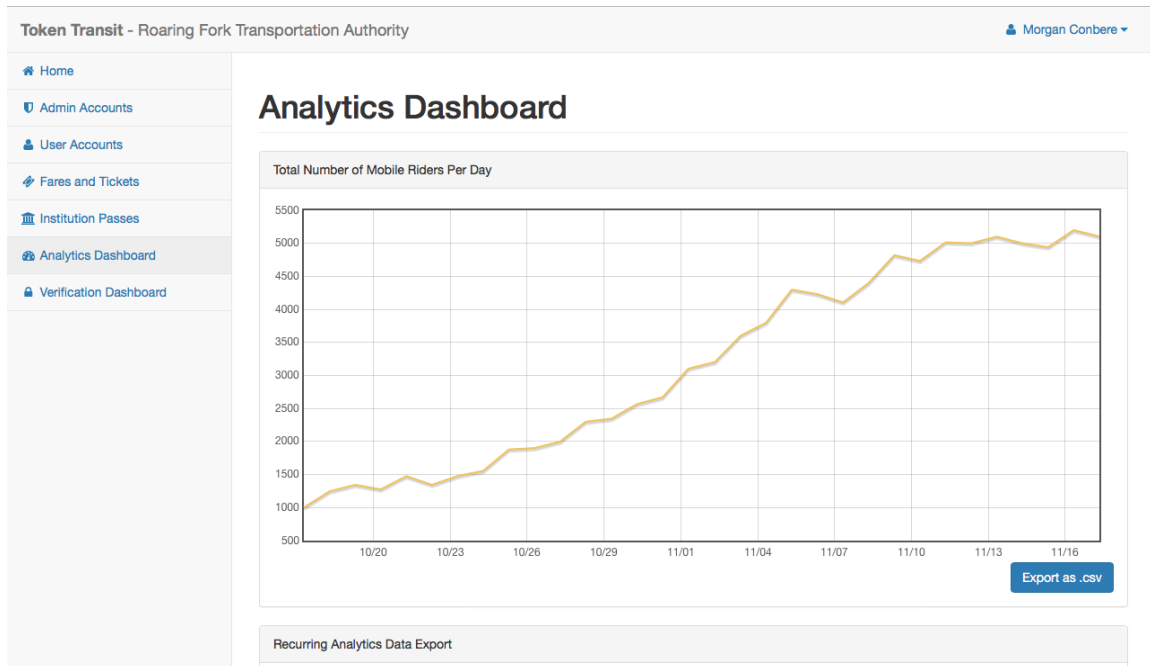 Token Transit - Roaring Fork Transportation Authority
Morgan Conbere
Home
Admin Accounts
User Accounts
Fares and Tickets
Institution Passes
Analytics Dashboard
Verification Dashboard
Analytics Dashboard
Total Number of Mobile Riders Per Day
5500
5000
4500
4000
3500
3000
2500
2000
1500
1000
500
10/20 10/23 10/26 10/29 11/01 11/04 11/07 11/10 11/13 11/16
Export as .csv
Recurring Analytics Data Export